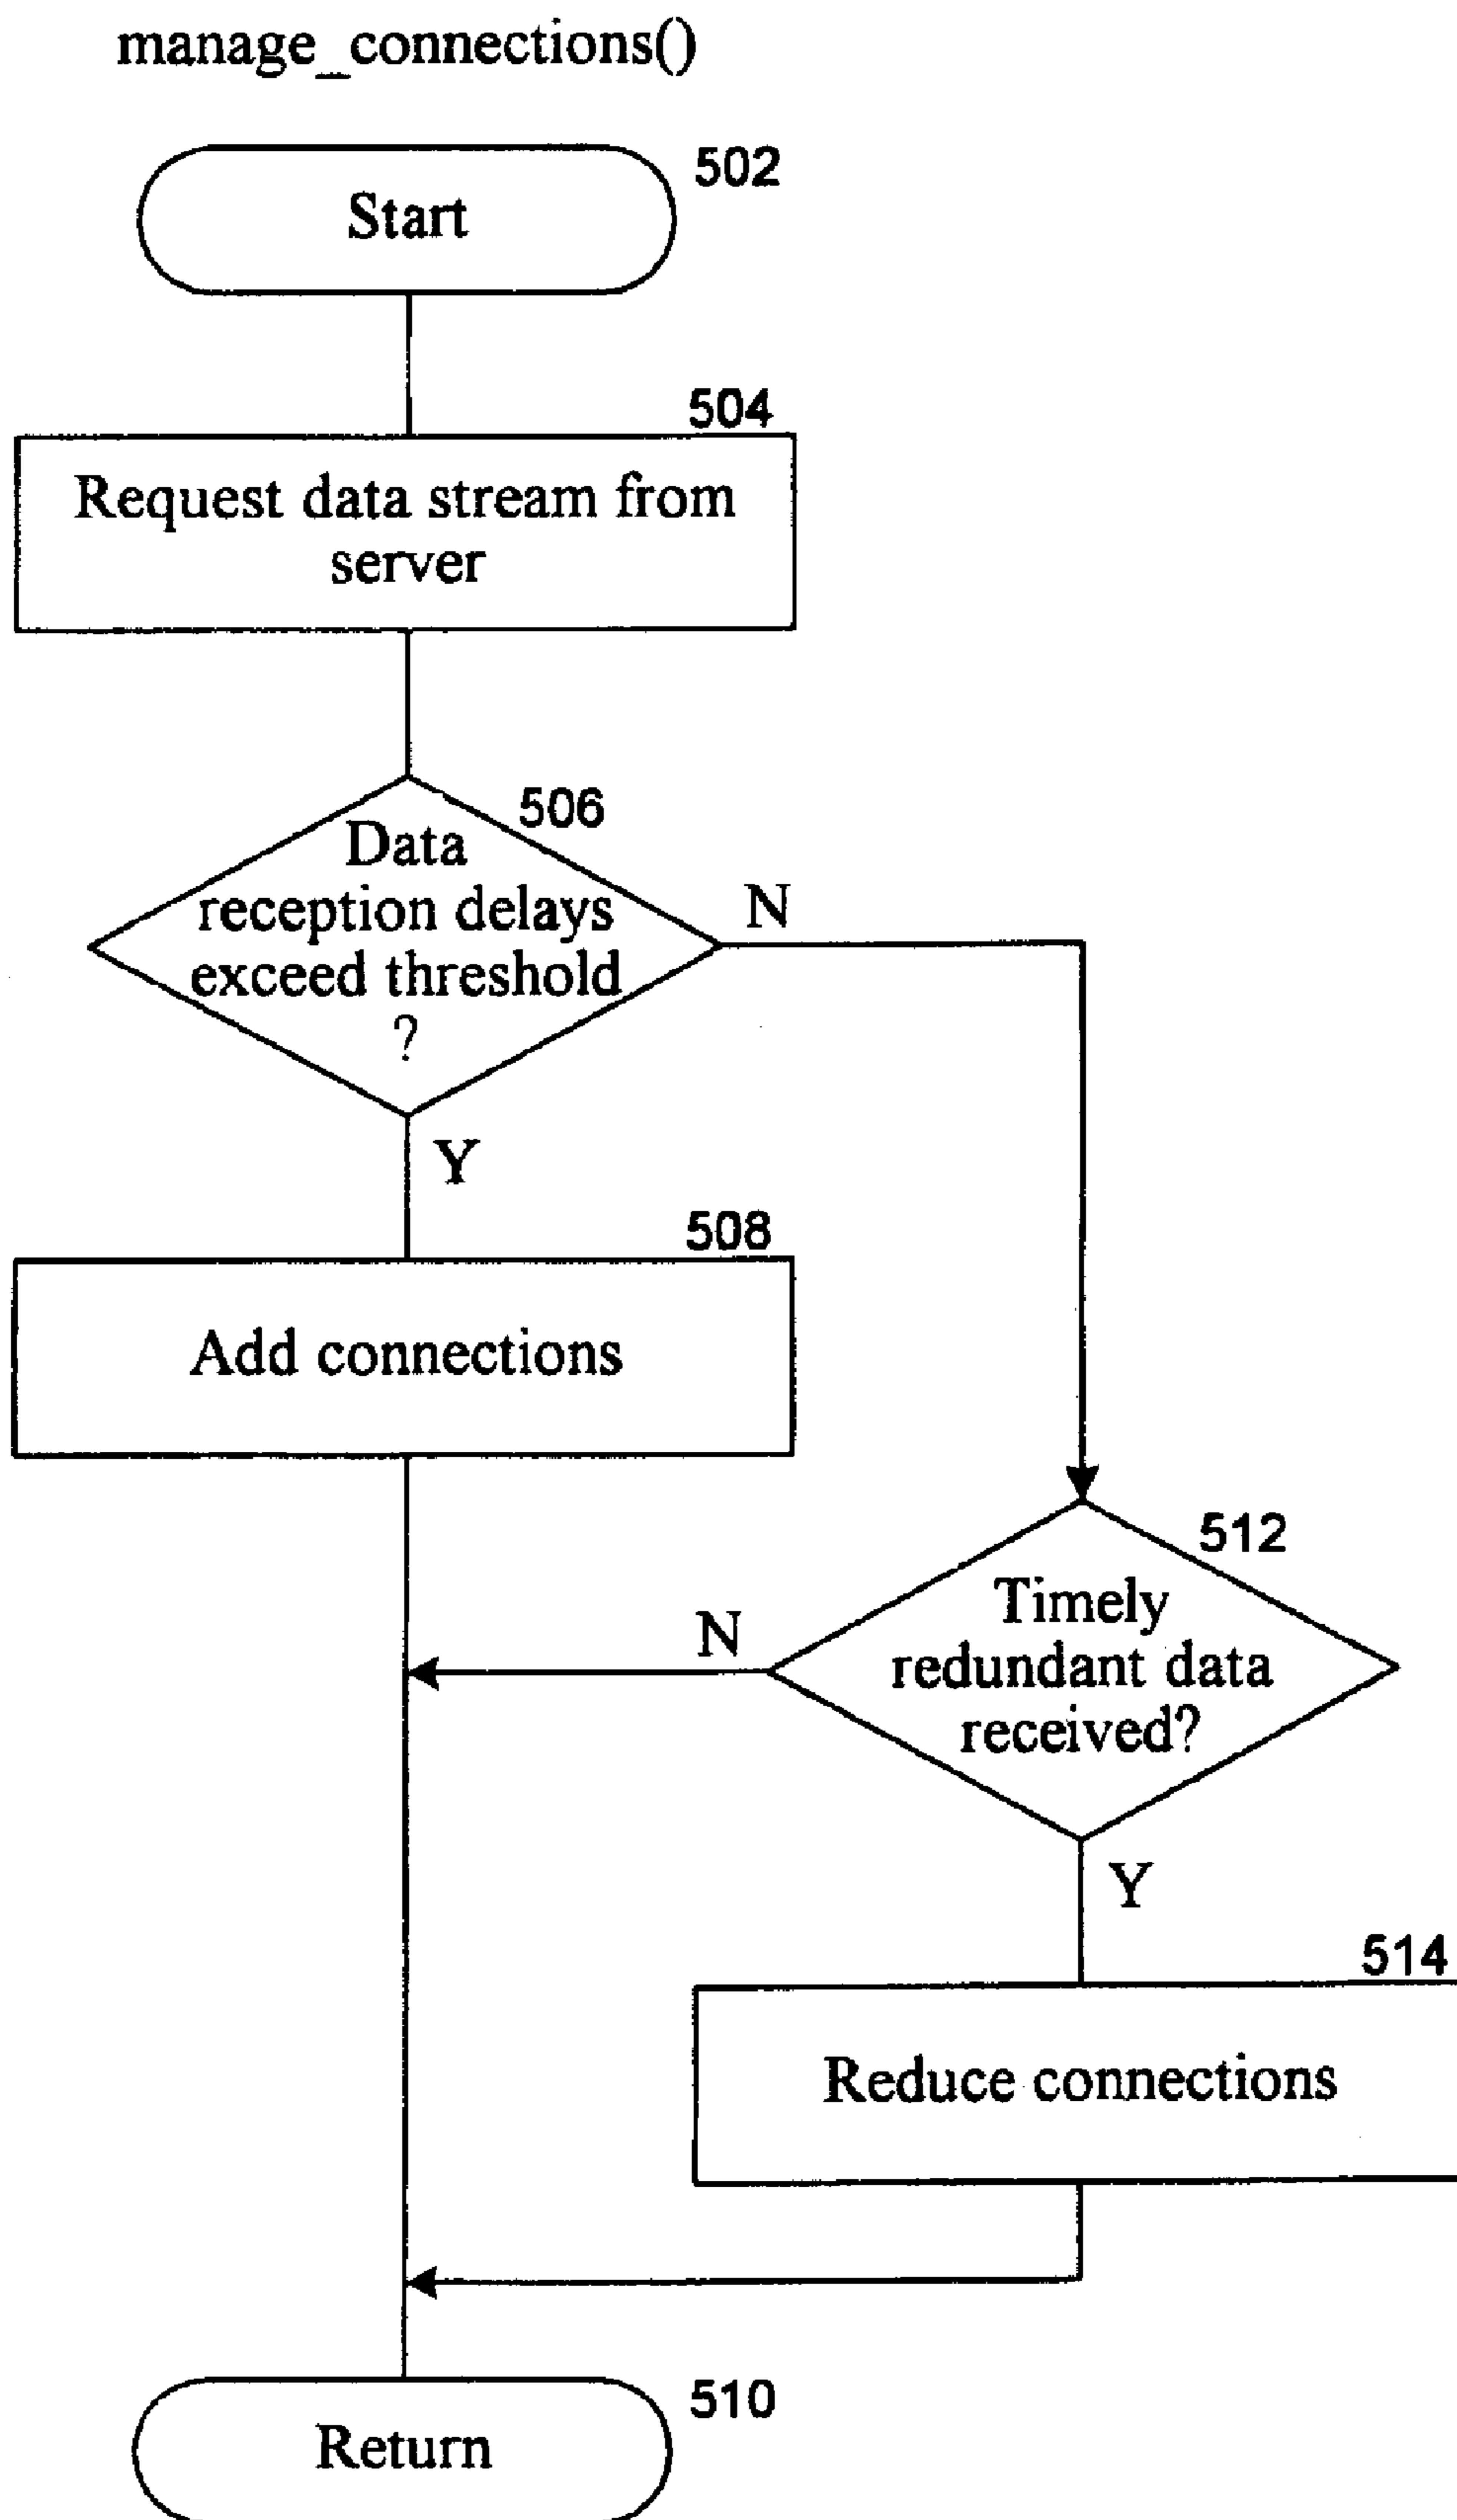 manage_connections()
502
Start
504
Request data stream from
server
506
Data
reception delays
exceed threshold
?
N
Y
508
Add connections
512
Timely
redundant data
received?
N
Y
514
Reduce connections
510
Return